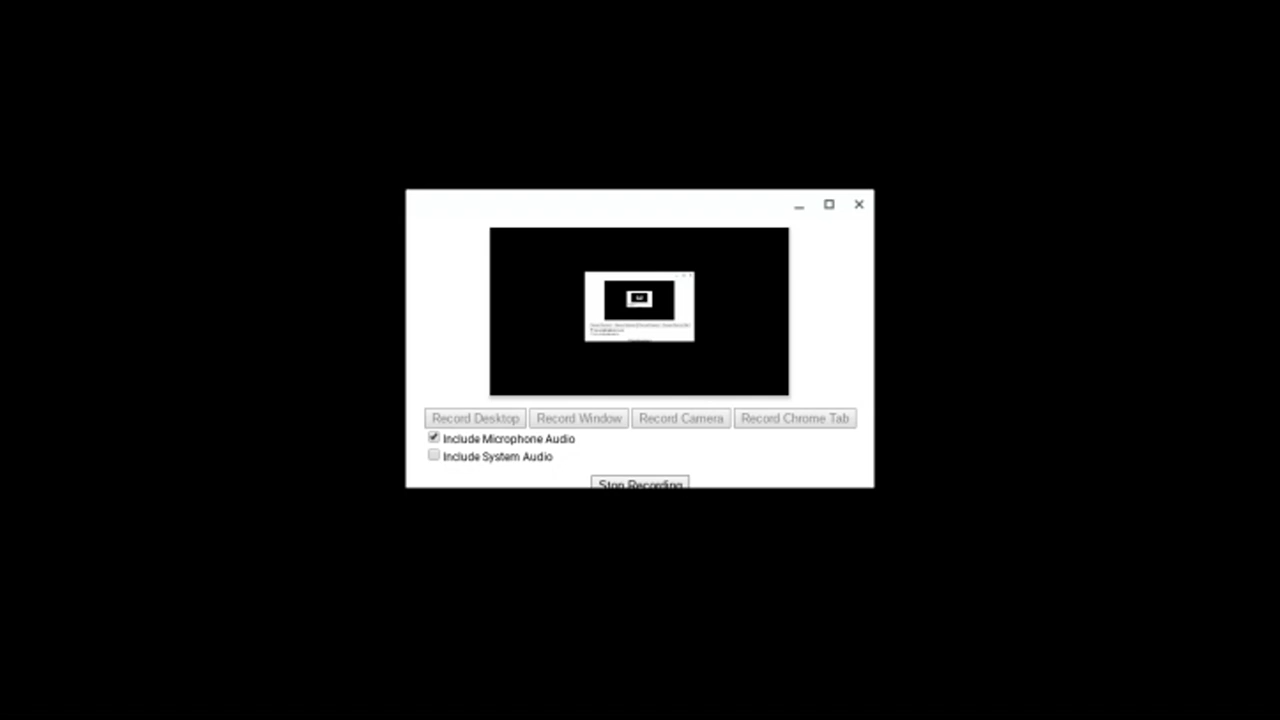 Record Desktop Record Window Record Camera Record Chrome Tab
Include Microphone Audio
Include System Audio
Stop Recording